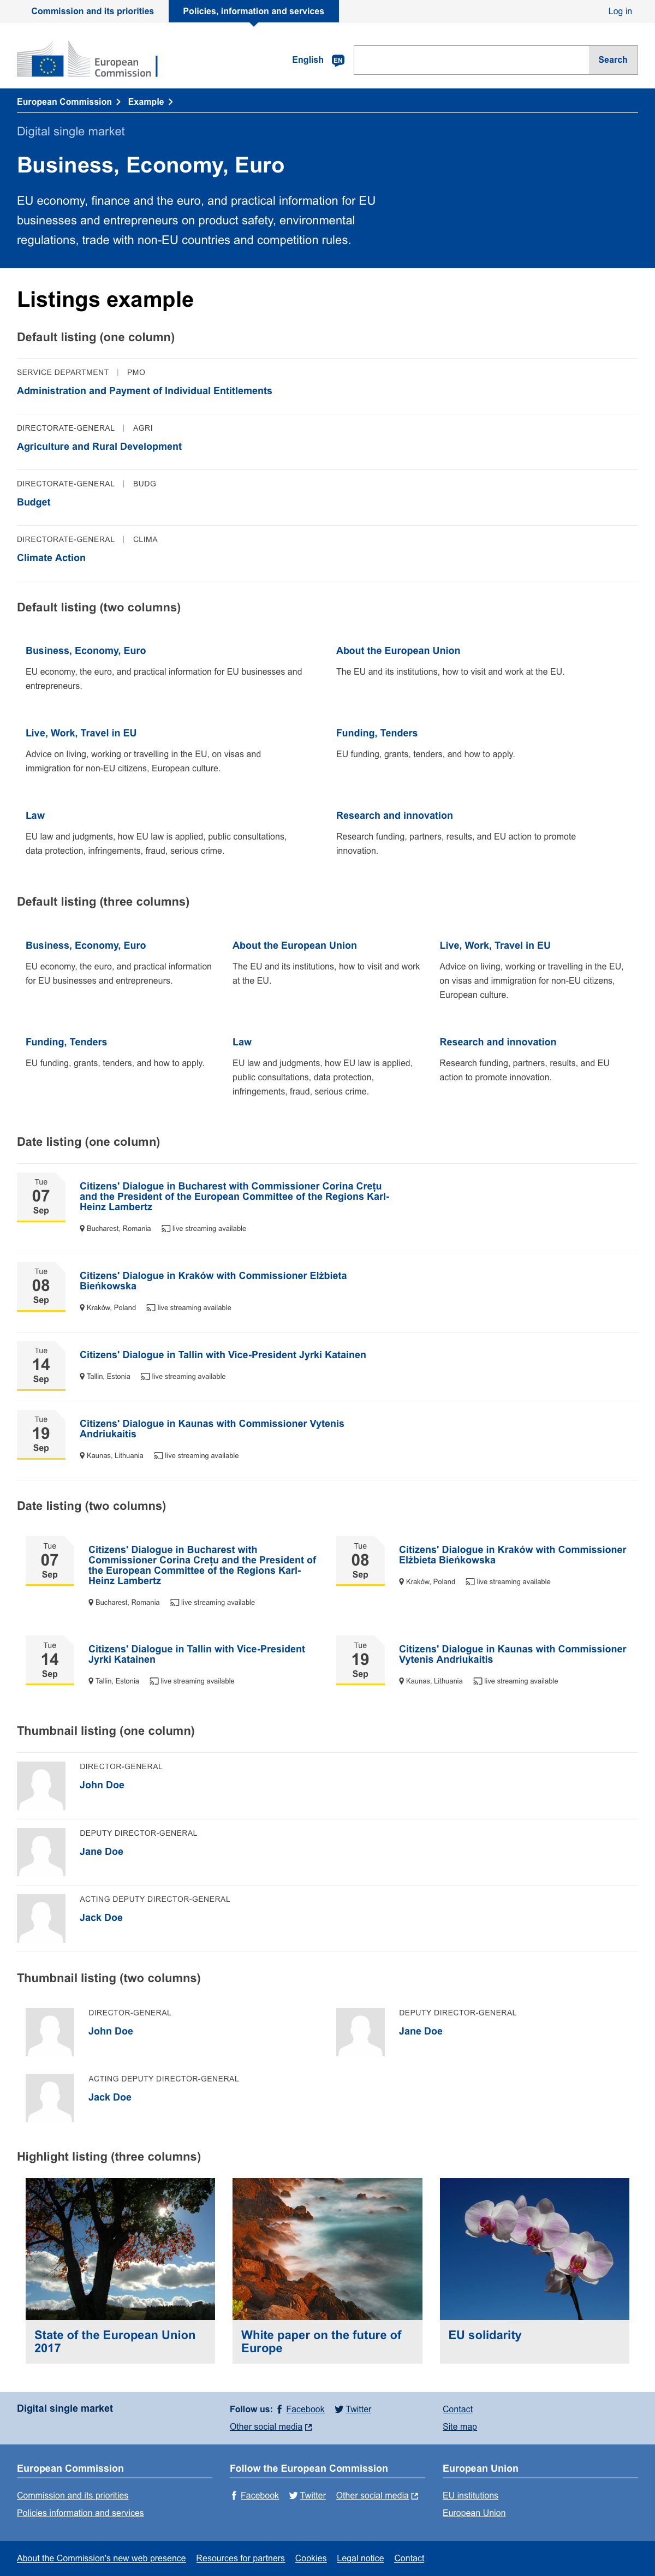 Commission and its priorities
Policies, information and services
Log in
European
Commission
English
EN
Search
European Commission
Example
Digital single market
Business, Economy, Euro
EU economy, finance and the euro, and practical information for EU
businesses and entrepreneurs on product safety, environmental
regulations, trade with non-EU countries and competition rules.
Listings example
Default listing (one column)
SERVICE DEPARTMENT | PMO
Administration and Payment of Individual Entitlements
DIRECTORATE-GENERAL | AGRI
Agriculture and Rural Development
DIRECTORATE-GENERAL | BUDG
Budget
DIRECTORATE-GENERAL | CLIMA
Climate Action
Default listing (two columns)
Business, Economy, Euro
EU economy, the euro, and practical information for EU businesses and
entrepreneurs.
About the European Union
The EU and its institutions, how to visit and work at the EU.
Live, Work, Travel in EU
Advice on living, working or travelling in the EU, on visas and
immigration for non-EU citizens, European culture.
Funding, Tenders
EU funding, grants, tenders, and how to apply.
Law
EU law and judgments, how EU law is applied, public consultations,
data protection, infringements, fraud, serious crime.
Research and innovation
Research funding, partners, results, and EU action to promote
innovation.
Default listing (three columns)
Business, Economy, Euro
EU economy, the euro, and practical information
for EU businesses and entrepreneurs.
About the European Union
The EU and its institutions, how to visit and work
at the EU.
Live, Work, Travel in EU
Advice on living, working or travelling in the EU,
on visas and immigration for non-EU citizens,
European culture.
Funding, Tenders
EU funding, grants, tenders, and how to apply.
Law
EU law and judgments, how EU law is applied,
public consultations, data protection,
infringements, fraud, serious crime.
Research and innovation
Research funding, partners, results, and EU
action to promote innovation.
Date listing (one column)
Tue
07
Sep
Citizens' Dialogue in Bucharest with Commissioner Corina Crețu
and the President of the European Committee of the Regions Karl-
Heinz Lambertz
Bucharest, Romania
live streaming available
Tue
08
Sep
Citizens' Dialogue in Kraków with Commissioner Elżbieta
Bieńkowska
Kraków, Poland
live streaming available
Tue
14
Sep
Citizens' Dialogue in Tallin with Vice-President Jyrki Katainen
Tallin, Estonia
live streaming available
Tue
19
Sep
Citizens' Dialogue in Kaunas with Commissioner Vytenis
Andriukaitis
Kaunas, Lithuania
live streaming available
Date listing (two columns)
Tue
07
Sep
Citizens' Dialogue in Bucharest with
Commissioner Corina Crețu and the President of
the European Committee of the Regions Karl-
Heinz Lambertz
Bucharest, Romania
live streaming available
Tue
08
Sep
Citizens' Dialogue in Kraków with Commissioner
Elżbieta Bieńkowska
Kraków, Poland
live streaming available
Tue
14
Sep
Citizens' Dialogue in Tallin with Vice-President
Jyrki Katainen
Tallin, Estonia
live streaming available
Tue
19
Sep
Citizens' Dialogue in Kaunas with Commissioner
Vytenis Andriukaitis
Kaunas, Lithuania
live streaming available
Thumbnail listing (one column)
DIRECTOR-GENERAL
John Doe
DEPUTY DIRECTOR-GENERAL
Jane Doe
ACTING DEPUTY DIRECTOR-GENERAL
Jack Doe
Thumbnail listing (two columns)
DIRECTOR-GENERAL
John Doe
DEPUTY DIRECTOR-GENERAL
Jane Doe
ACTING DEPUTY DIRECTOR-GENERAL
Jack Doe
Highlight listing (three columns)
State of the European Union
2017
White paper on the future of
Europe
EU solidarity
Digital single market
Follow us: Facebook Twitter
Other social media
Contact
Site map
European Commission
Commission and its priorities
Policies information and services
Follow the European Commission
Facebook Twitter Other social media
European Union
EU institutions
European Union
About the Commission's new web presence Resources for partners Cookies Legal notice Contact